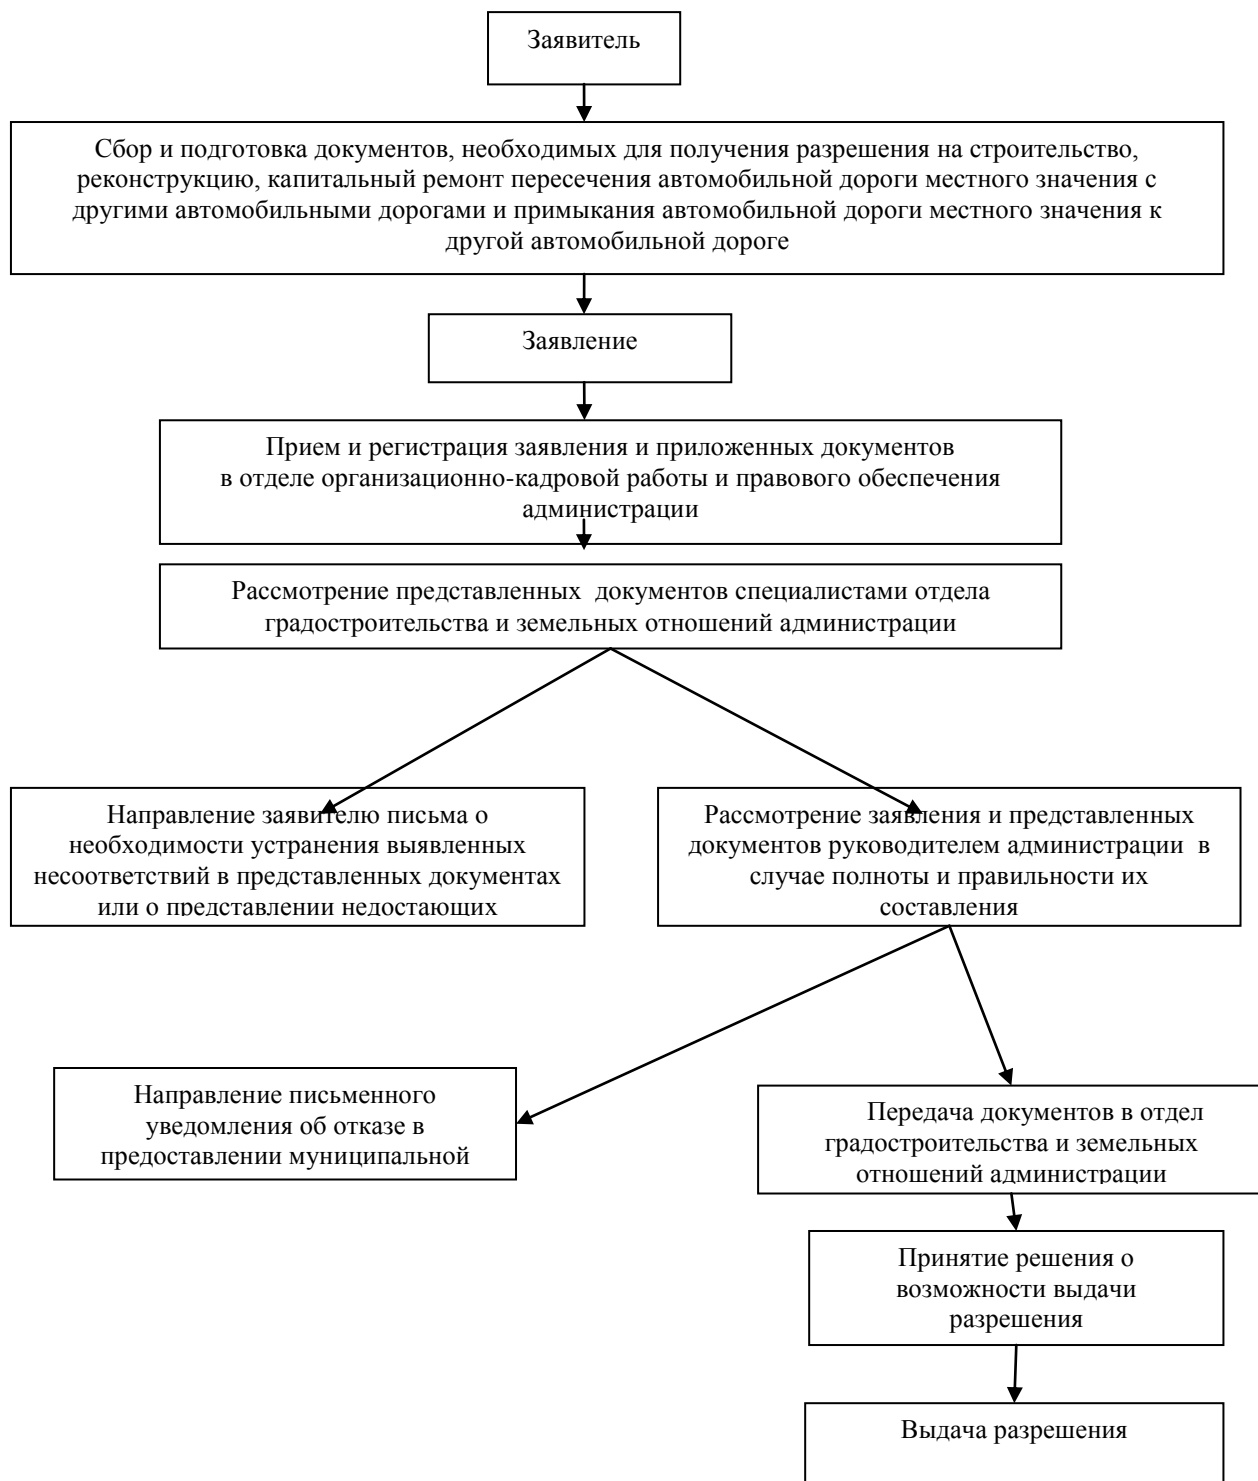 Заявитель
Сбор и подготовка документов, необходимых для получения разрешения на строительство,
реконструкцию, капитальный ремонт пересечения автомобильной дороги местного значения с
другими автомобильными дорогами и примыкания автомобильной дороги местного значения к
другой автомобильной дороге
Заявление
Прием и регистрация заявления и приложенных документов
в отделе организационно-кадровой работы и правового обеспечения
администрации
Рассмотрение представленных документов специалистами отдела
градостроительства и земельных отношений администрации
Направление заявителю письма о
необходимости устранения выявленных
несоответствий в представленных документах
или о представлении недостающих
Рассмотрение заявления и представленных
документов руководителем администрации в
случае полноты и правильности их
составления
Направление письменного
уведомления об отказе в
предоставлении муниципальной
Передача документов в отдел
градостроительства и земельных
отношений администрации
Принятие решения о
возможности выдачи
разрешения
Выдача разрешения